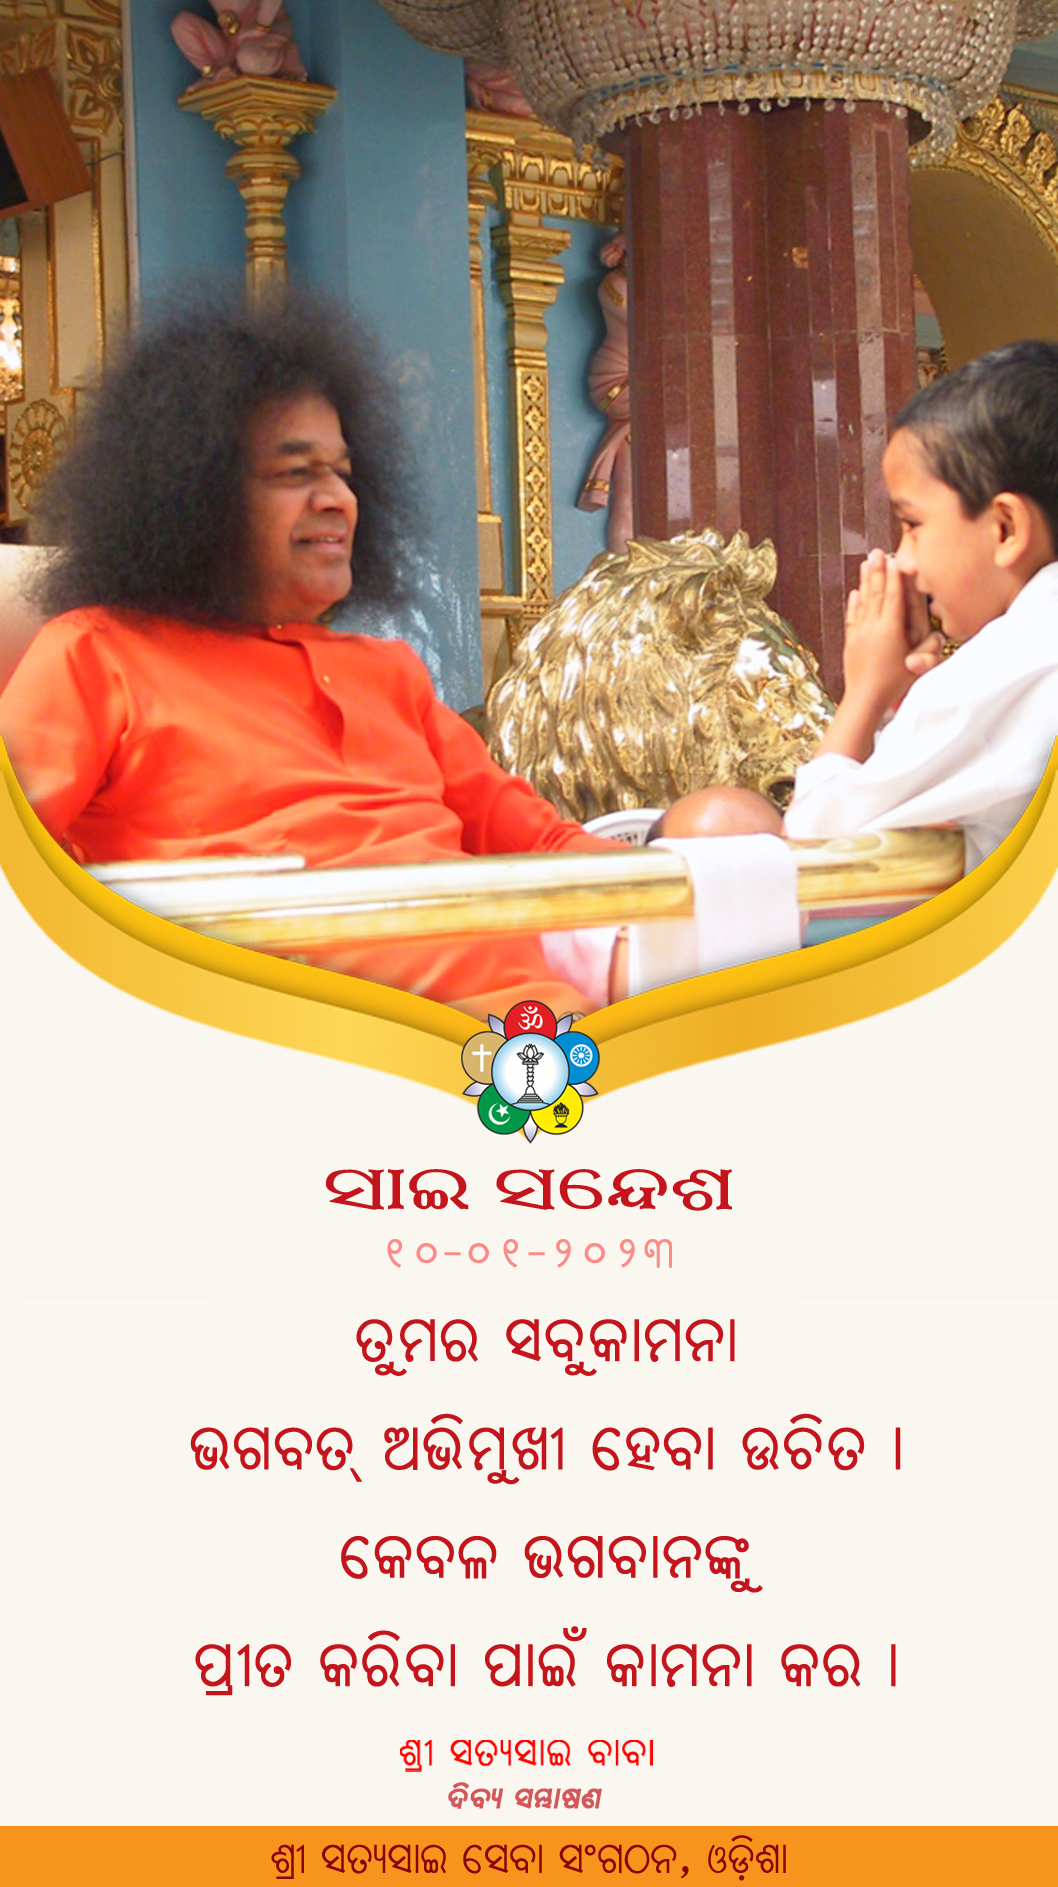 ॐ
ସାଇ ସନ୍ଦେଶ
୧୦-୦୧-୨୦୨୩
ତୁମର ସବୁକାମନା
ଭଗବତ୍ ଅଭିମୁଖୀ ହେବା ଉଚିତ ।
କେବଳ ଭଗବାନଙ୍କୁ
ପ୍ରୀତ କରିବା ପାଇଁ କାମନା କର ।
ଶ୍ରୀ ସତ୍ୟସାଇ ବାବା
ଦିବ୍ୟ ସମ୍ଭାଷଣ
ଶ୍ରୀ ସତ୍ୟସାଇ ସେବା ସଂଗଠନ, ଓଡ଼ିଶା